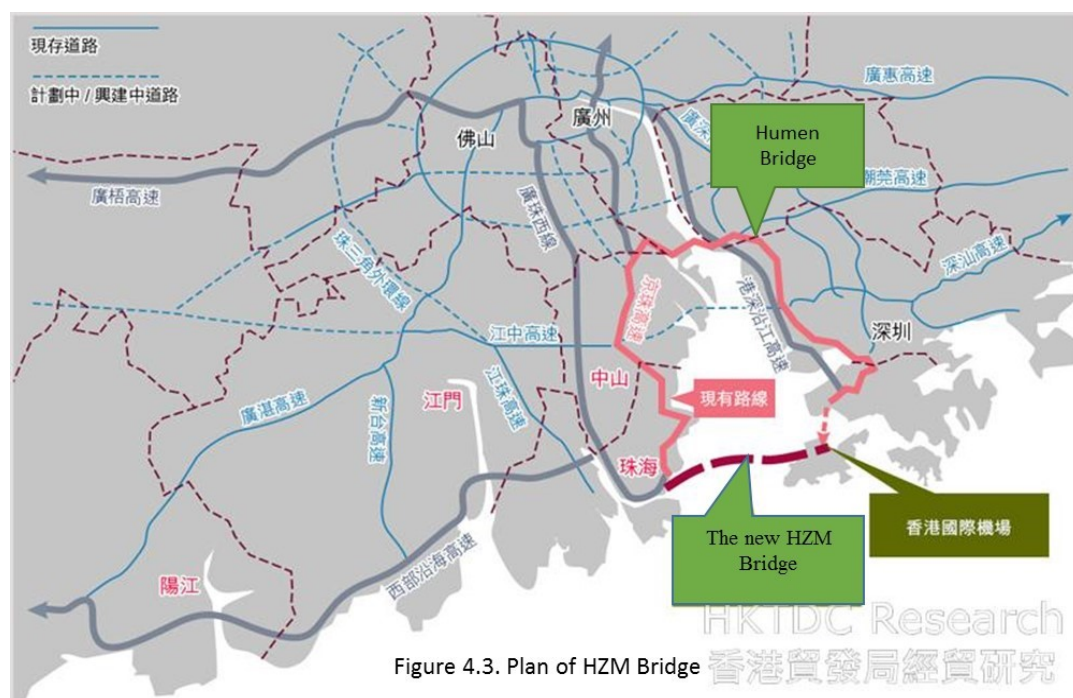 現存道路
計劃中 / 興建中道路
廣惠高速
廣州
佛山
廣深
Humen
Bridge
潮莞高速
廣梧高速
廣珠西線
珠三角外環線
京珠高速
港深沿江高速
深汕高速
深圳
江中高速
中山
現有路線
江門
江珠高速
廣湛高速
新台高速
珠海
The new HZM
Bridge
香港國際機場
西部沿海高速
陽江
HKTDC Research
Figure 4.3. Plan of HZM Bridge
香港貿發局經貿研究